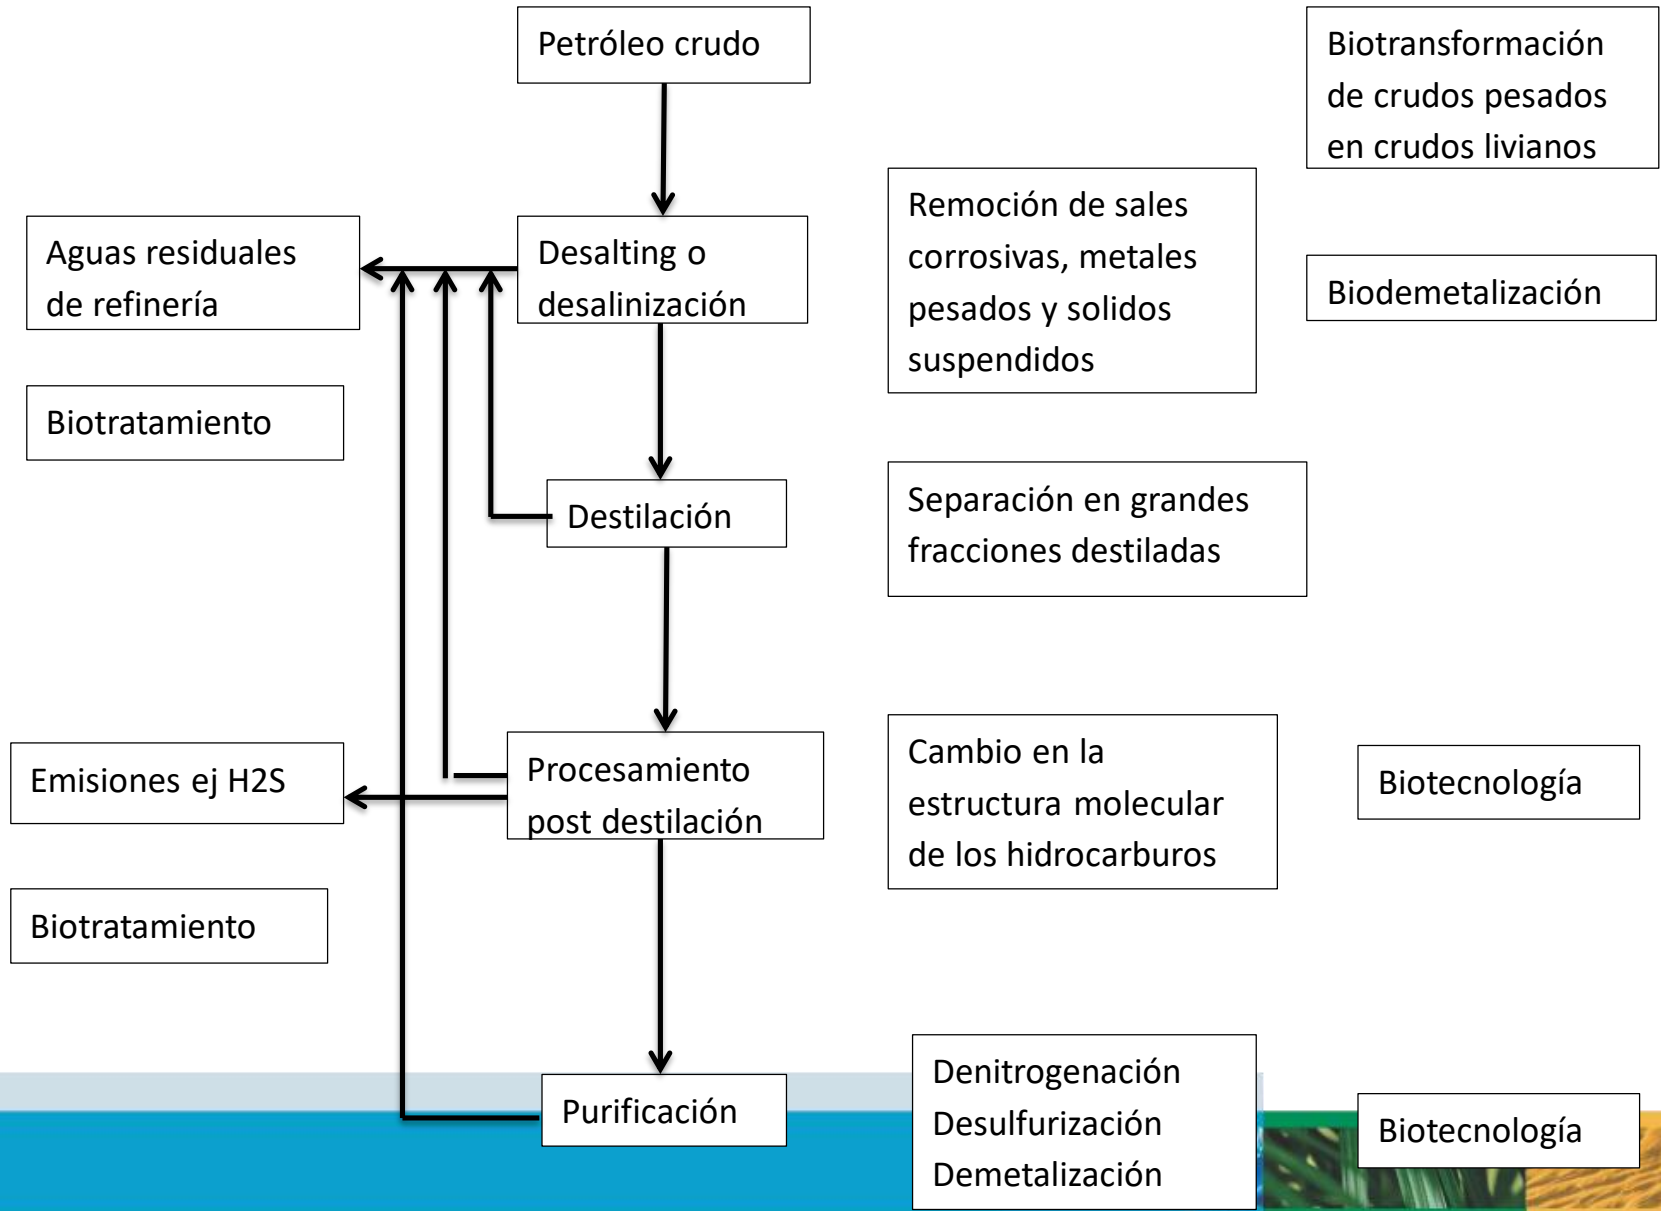 Petróleo crudo
Biotransformación
de crudos pesados
en crudos livianos
Aguas residuales
de refinería
Desalting o
desalinización
Remoción de sales
corrosivas, metales
pesados y solidos
suspendidos
Biodemetalización
Biotratamiento
Destilación
Separación en grandes
fracciones destiladas
Emisiones ej H2S
Procesamiento
post destilación
Cambio en la
estructura molecular
de los hidrocarburos
Biotecnología
Biotratamiento
Purificación
Denitrogenación
Desulfurización
Demetalización
Biotecnología